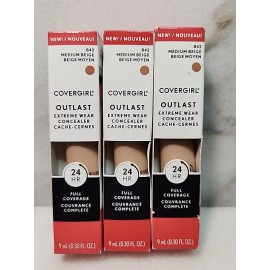 NEW! / NOUVEAU!
842
MEDIUM BEIGE
BEIGE MOYEN
COVERGIRL
OUTLAST
EXTREME WEAR
CONCEALER
CACHE-CERNES
24
HR
FULL
COVERAGE
COUVRANCE
COMPLÈTE
9 mL (0.30 FL. OZ.)
NEW! / NOUVEAU!
842
MEDIUM BEIGE
BEIGE MOYEN
COVERGIRL
OUTLAST
EXTREME WEAR
CONCEALER
CACHE-CERNES
24
HR
FULL
COVERAGE
COUVRANCE
COMPLÈTE
9 mL (0.30 FL. OZ.)
NEW! / NOUVEAU!
842
MEDIUM BEIGE
BEIGE MOYEN
COVERGIRL
OUTLAST
EXTREME WEAR
CONCEALER
CACHE-CERNES
24
HR
FULL
COVERAGE
COUVRANCE
COMPLÈTE
9 mL (0.30 FL. OZ.)